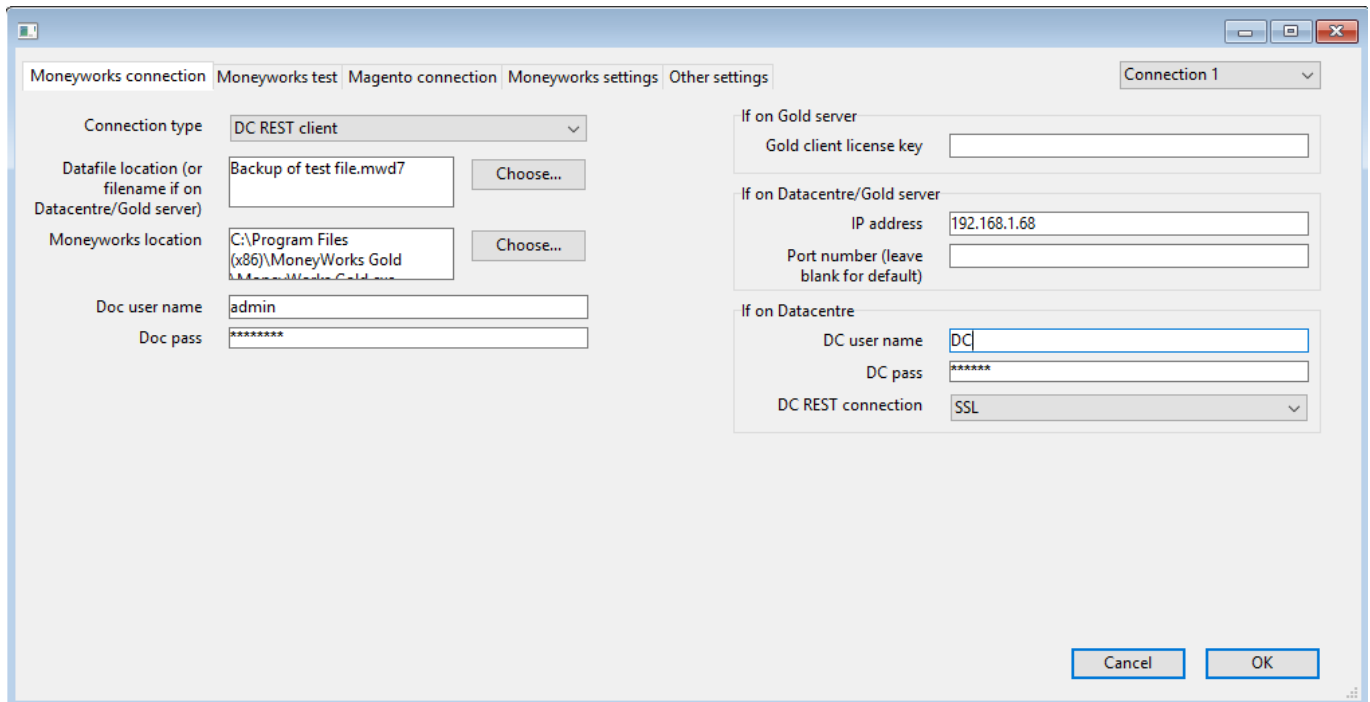 Moneyworks connection Moneyworks test Magento connection Moneyworks settings Other settings
Connection 1
Connection type
DC REST client
Datafile location (or
filename if on
Datacentre/Gold server)
Backup of test file.mwd7
Choose...
Moneyworks location
C:\Program Files
(x86)\MoneyWorks Gold
\MoneyWorks Gold.exe
Choose...
Doc user name
admin
Doc pass
********
If on Gold server
Gold client license key
If on Datacentre/Gold server
IP address
192.168.1.68
Port number (leave
blank for default)
If on Datacentre
DC user name
DC
DC pass
******
DC REST connection
SSL
Cancel
OK